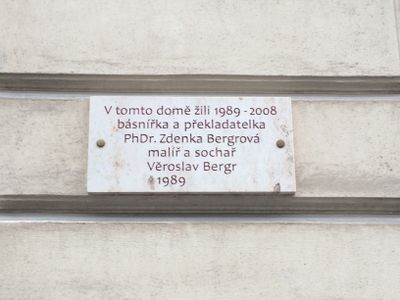 V tomto domě žili 1989-2008
básnířka a překladatelka
PhDr. Zdenka Bergrová
malíř a sochař
Věroslav Bergr
1989